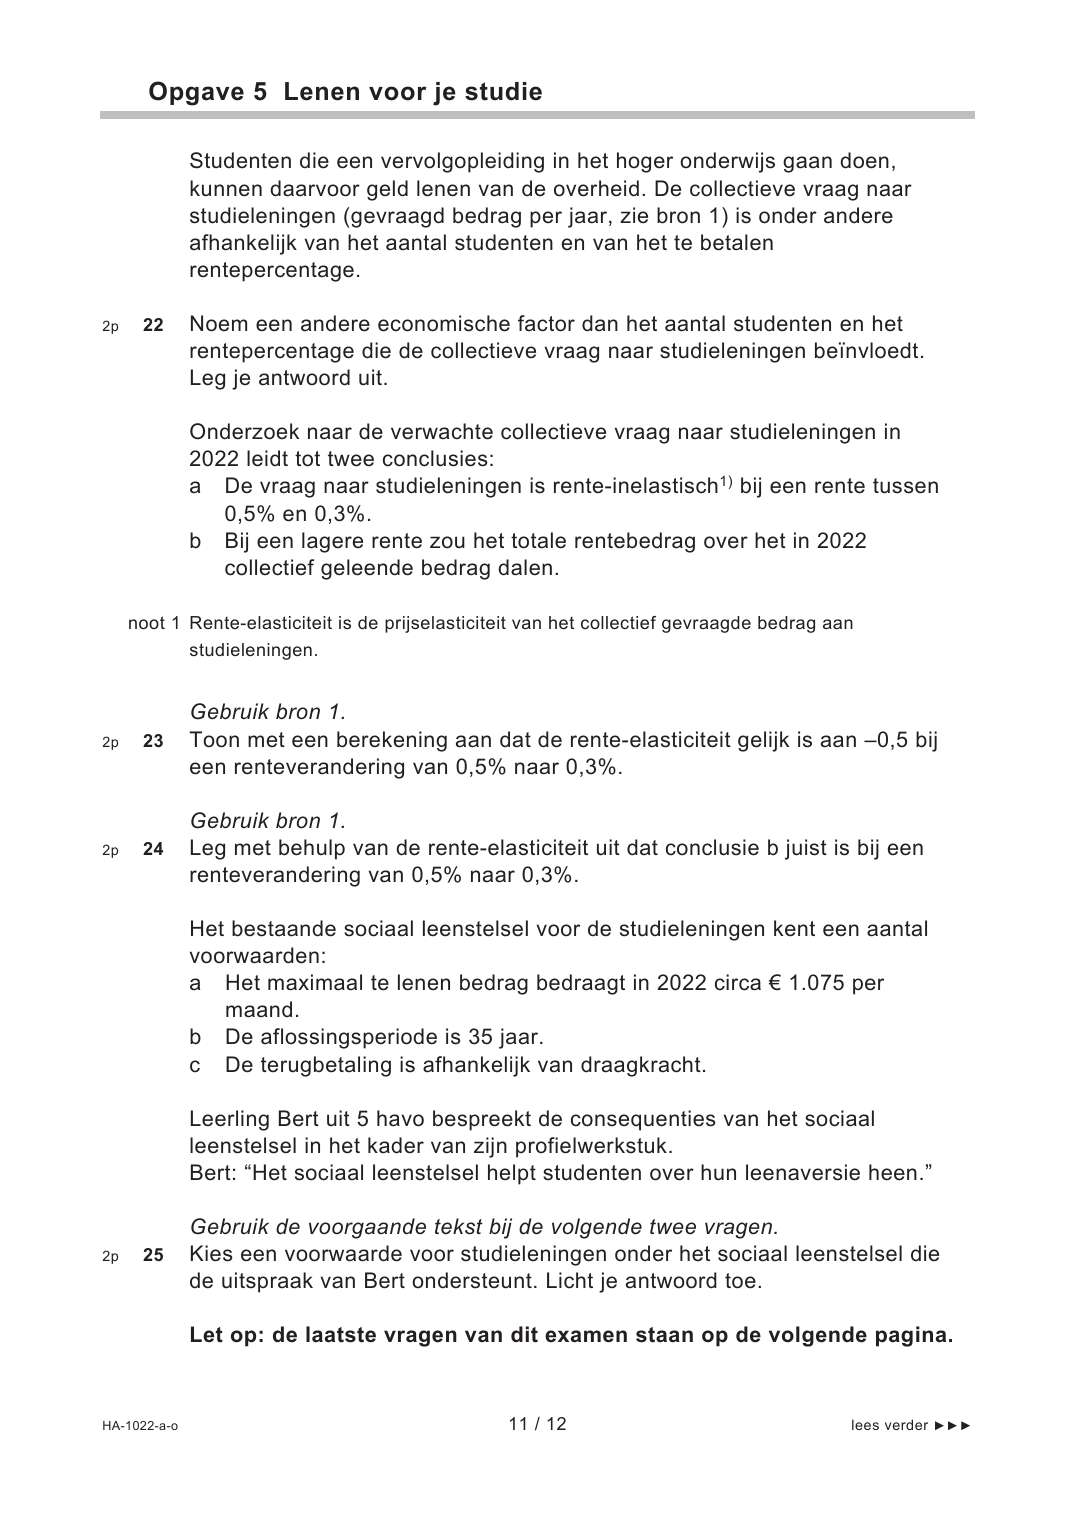 Opgave 5 Lenen voor je studie
Studenten die een vervolgopleiding in het hoger onderwijs gaan doen,
kunnen daarvoor geld lenen van de overheid. De collectieve vraag naar
studieleningen (gevraagd bedrag per jaar, zie bron 1) is onder andere
afhankelijk van het aantal studenten en van het te betalen
rentepercentage.
2p 22 Noem een andere economische factor dan het aantal studenten en het
rentepercentage die de collectieve vraag naar studieleningen beïnvloedt.
Leg je antwoord uit.
Onderzoek naar de verwachte collectieve vraag naar studieleningen in
2022 leidt tot twee conclusies:
a De vraag naar studieleningen is rente-inelastisch1) bij een rente tussen
0,5% en 0,3%.
b Bij een lagere rente zou het totale rentebedrag over het in 2022
collectief geleende bedrag dalen.
noot 1 Rente-elasticiteit is de prijselasticiteit van het collectief gevraagde bedrag aan
studieleningen.
Gebruik bron 1.
2p 23 Toon met een berekening aan dat de rente-elasticiteit gelijk is aan –0,5 bij
een renteverandering van 0,5% naar 0,3%.
Gebruik bron 1.
2p 24 Leg met behulp van de rente-elasticiteit uit dat conclusie b juist is bij een
renteverandering van 0,5% naar 0,3%.
Het bestaande sociaal leenstelsel voor de studieleningen kent een aantal
voorwaarden:
a Het maximaal te lenen bedrag bedraagt in 2022 circa € 1.075 per
maand.
b De aflossingsperiode is 35 jaar.
c De terugbetaling is afhankelijk van draagkracht.
Leerling Bert uit 5 havo bespreekt de consequenties van het sociaal
leenstelsel in het kader van zijn profielwerkstuk.
Bert: “Het sociaal leenstelsel helpt studenten over hun leenaversie heen.”
Gebruik de voorgaande tekst bij de volgende twee vragen.
2p 25 Kies een voorwaarde voor studieleningen onder het sociaal leenstelsel die
de uitspraak van Bert ondersteunt. Licht je antwoord toe.
Let op: de laatste vragen van dit examen staan op de volgende pagina.
HA-1022-a-o 11 / 12 lees verder ►►►